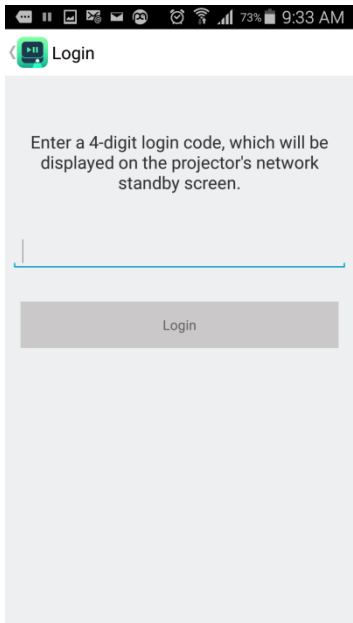 73% 9:33 AM
Login
Enter a 4-digit login code, which will be
displayed on the projector's network
standby screen.
Login